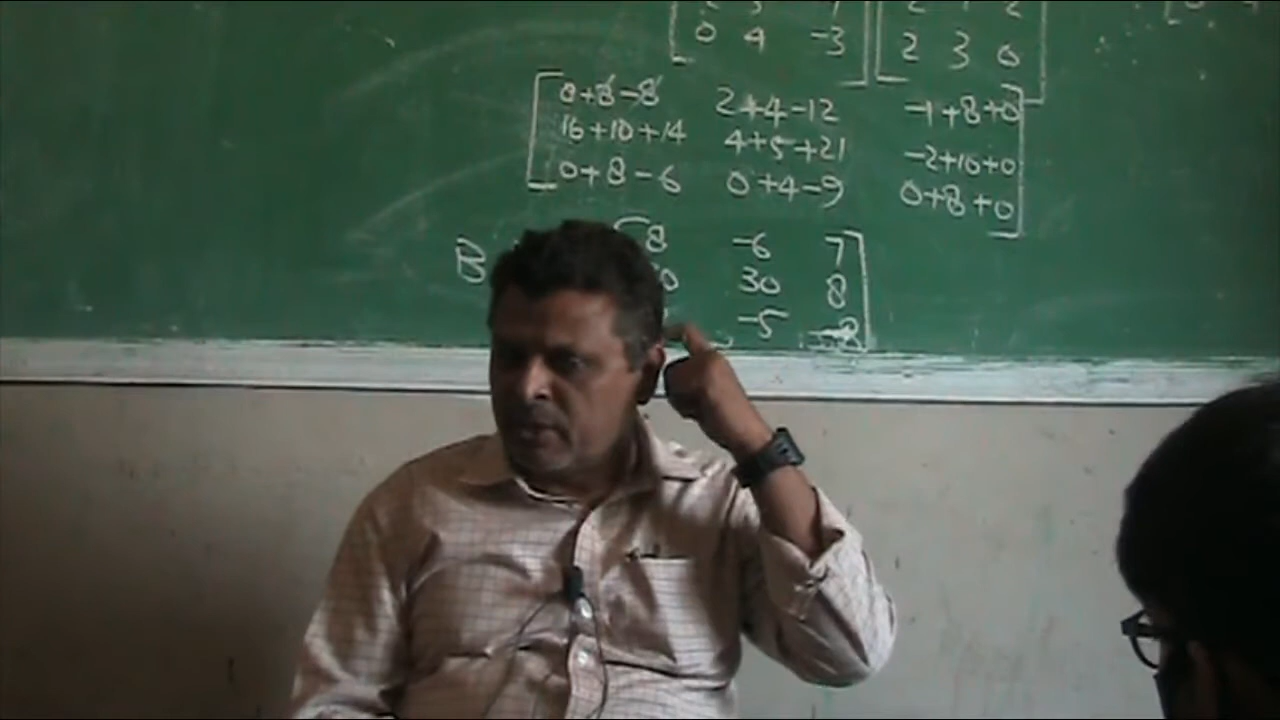 0 4 -3 2 3 0
8+8-8 2+4-12 -1+8+0
16+10+14 4+5+21 -2+10+0
0+8-6 0+4-9 0+8+0
B 8 -6 7
0 30 8
-5 8